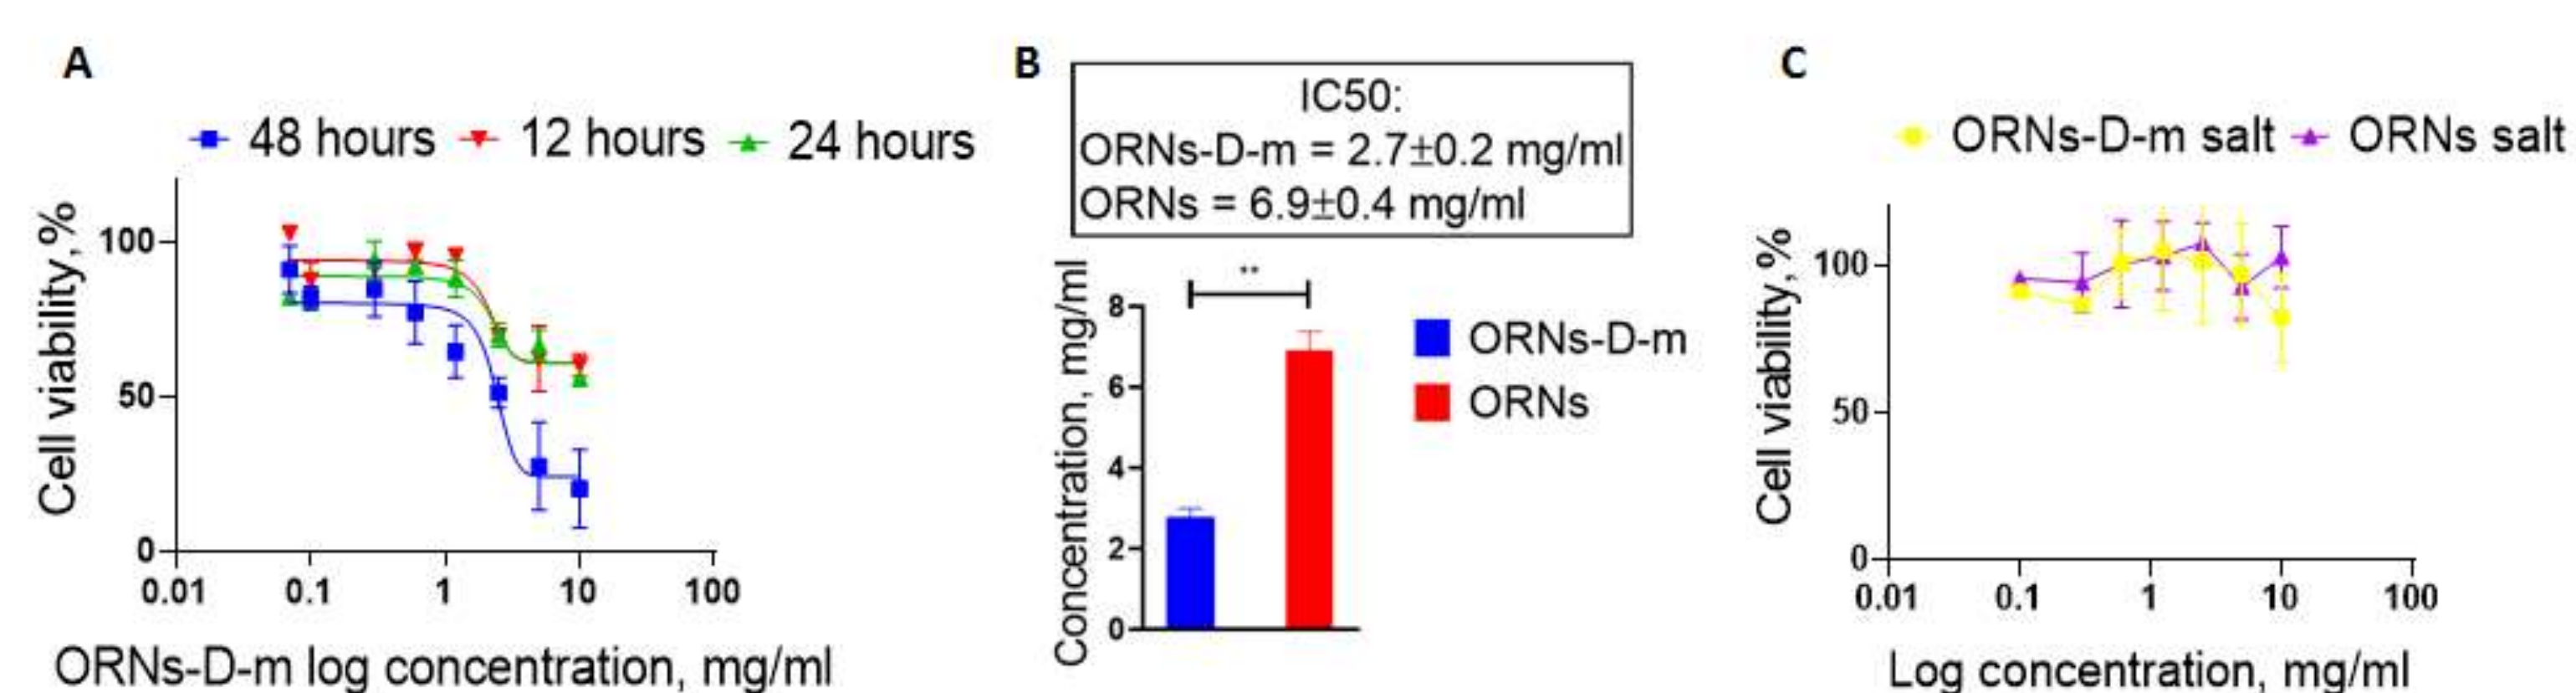 A
48 hours 12 hours 24 hours
Cell viability,%
100
50
0
0.01 0.1 1 10 100
ORNs-D-m log concentration, mg/ml
B
IC50:
ORNs-D-m = 2.7±0.2 mg/ml
ORNs = 6.9±0.4 mg/ml
**
Concentration, mg/ml
8
6
4
2
0
ORNs-D-m
ORNs
C
ORNs-D-m salt ORNs salt
Cell viability,%
100
50
0
0.01 0.1 1 10 100
Log concentration, mg/ml